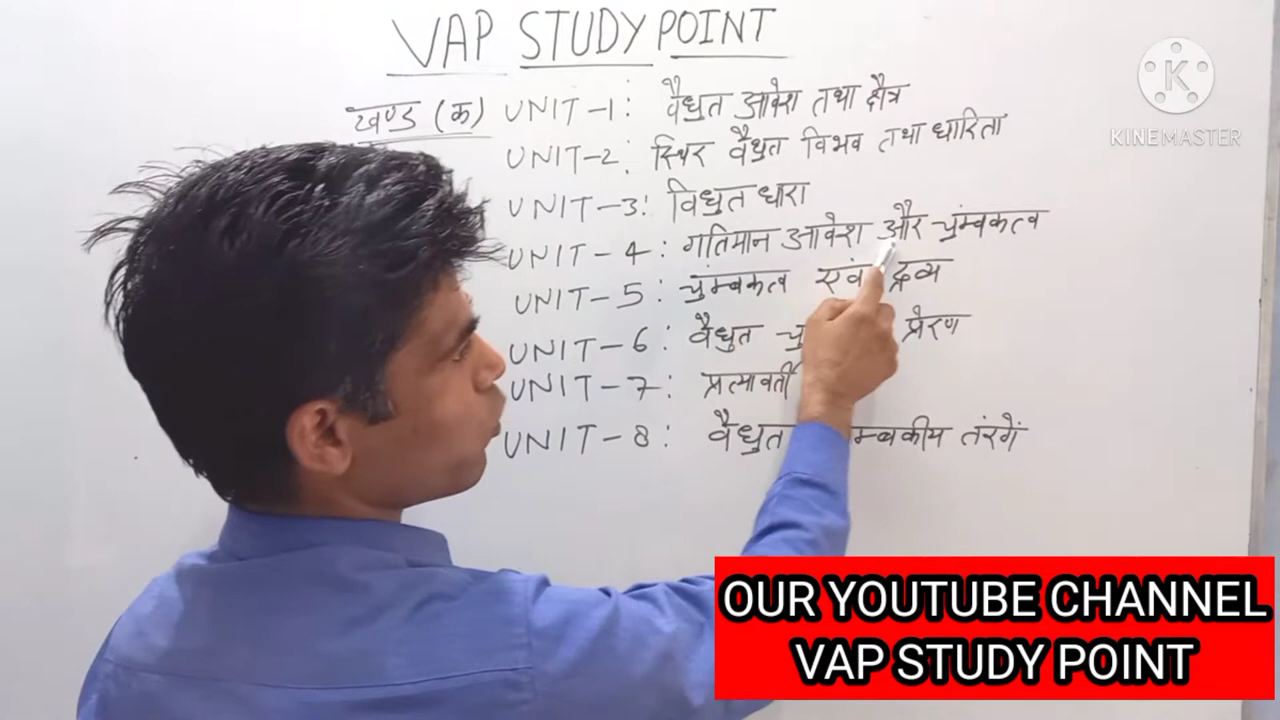 VAP STUDY POINT
खण्ड (क) UNIT-1: वैधुत आवेश तथा क्षैत्र
UNIT-2: स्थिर वैधुत विभव तथा धारिता
UNIT-3: विधुत धारा
UNIT-4: गतिमान आवेश और चुंम्बकत्व
UNIT-5: चुंम्बकत्व एवं द्रव्य
UNIT-6: वैधुत प्रेरण
UNIT-7: प्रत्यावर्ती
UNIT-8: वैधुत तंरगें
K
KINEMASTER
OUR YOUTUBE CHANNEL
VAP STUDY POINT